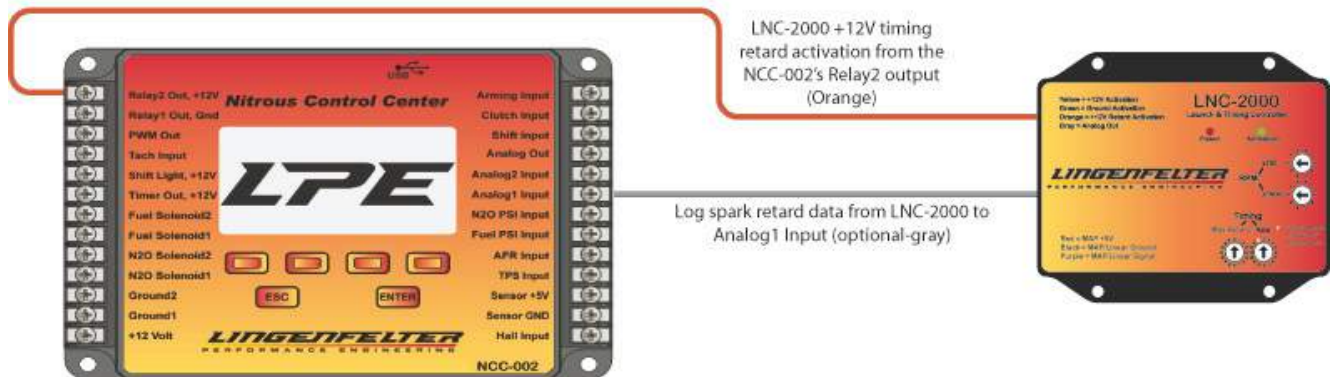 LNC-2000 +12V timing
retard activation from the
NCC-002's Relay2 output
(Orange)
USB
Nitrous Control Center
Relay2 Out, +12V
Relay1 Out, Gnd
PWM Out
Tach Input
Shift Light, +12V
Timer Out, +12V
Fuel Solenoid2
Fuel Solenoid1
N2O Solenoid2
N2O Solenoid1
Ground2
Ground1
+12 Volt
LPE
ESC
ENTER
LINGENFELTER
PERFORMANCE ENGINEERING
NCC-002
Arming Input
Clutch Input
Shift Input
Analog Out
Analog2 Input
Analog1 Input
N2O PSI Input
Fuel PSI Input
AFR Input
TPS Input
Sensor +5V
Sensor GND
Hall Input
Log spark retard data from LNC-2000 to
Analog1 Input (optional-gray)
Yellow = +12V Activation
Green = Ground Activation
Orange = +12V Retard Activation
Gray = Analog Out
LNC-2000
Launch & Timing Controller
LINGENFELTER
PERFORMANCE ENGINEERING
RPM
Timing
Red = MAP +5V
Black = MAP Linear Ground
Purple = MAP Linear Signal